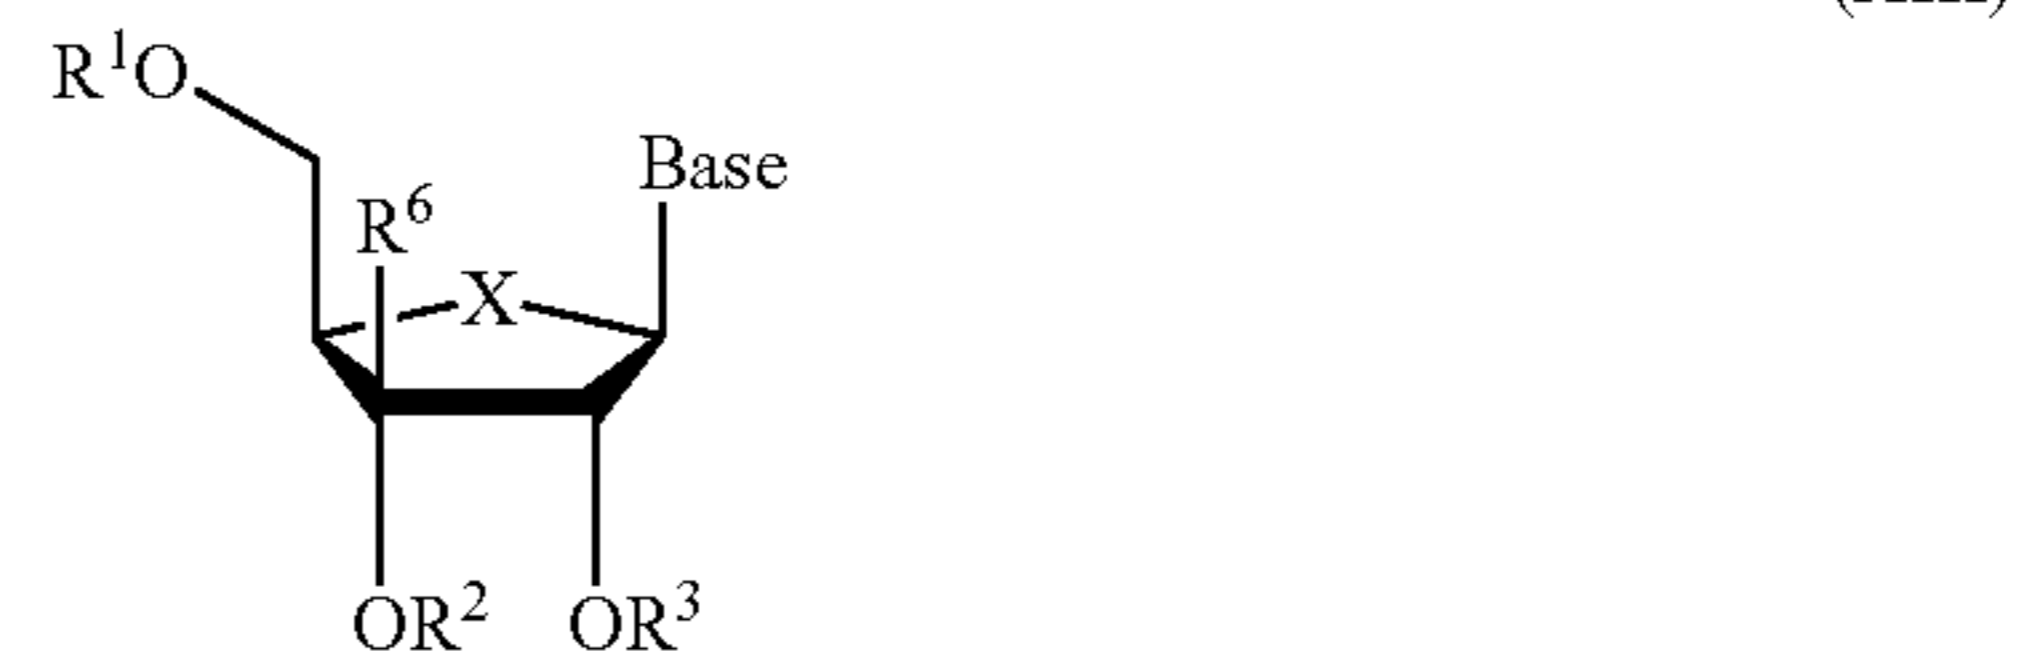 R¹O
Base
R⁶
X
OR² OR³